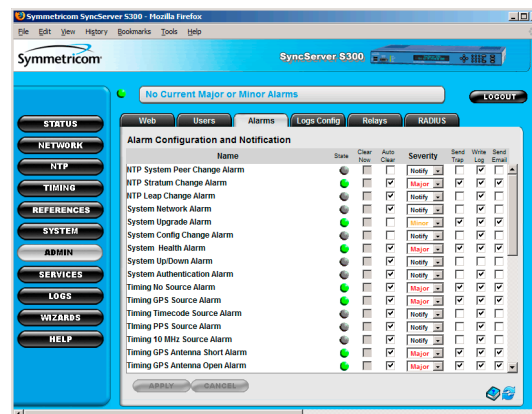 Symmetricom SyncServer S300 - Mozilla Firefox
File Edit View History Bookmarks Tools Help
Symmetricom
SyncServer S300
No Current Major or Minor Alarms
LOGOUT
STATUS
NETWORK
NTP
TIMING
REFERENCES
SYSTEM
ADMIN
SERVICES
LOGS
WIZARDS
HELP
Web Users Alarms Logs Config Relays RADIUS
Alarm Configuration and Notification
Name State Clear Now Auto Clear Severity Send Trap Write Log Send Email
NTP System Peer Change Alarm Notify
NTP Stratum Change Alarm Major
NTP Leap Change Alarm Notify
System Network Alarm Notify
System Upgrade Alarm Minor
System Config Change Alarm Notify
System Health Alarm Major
System Up/Down Alarm Notify
System Authentication Alarm Notify
Timing No Source Alarm Major
Timing GPS Source Alarm Major
Timing Timecode Source Alarm Notify
Timing PPS Source Alarm Notify
Timing 10 MHz Source Alarm Notify
Timing GPS Antenna Short Alarm Major
Timing GPS Antenna Open Alarm Major
APPLY CANCEL